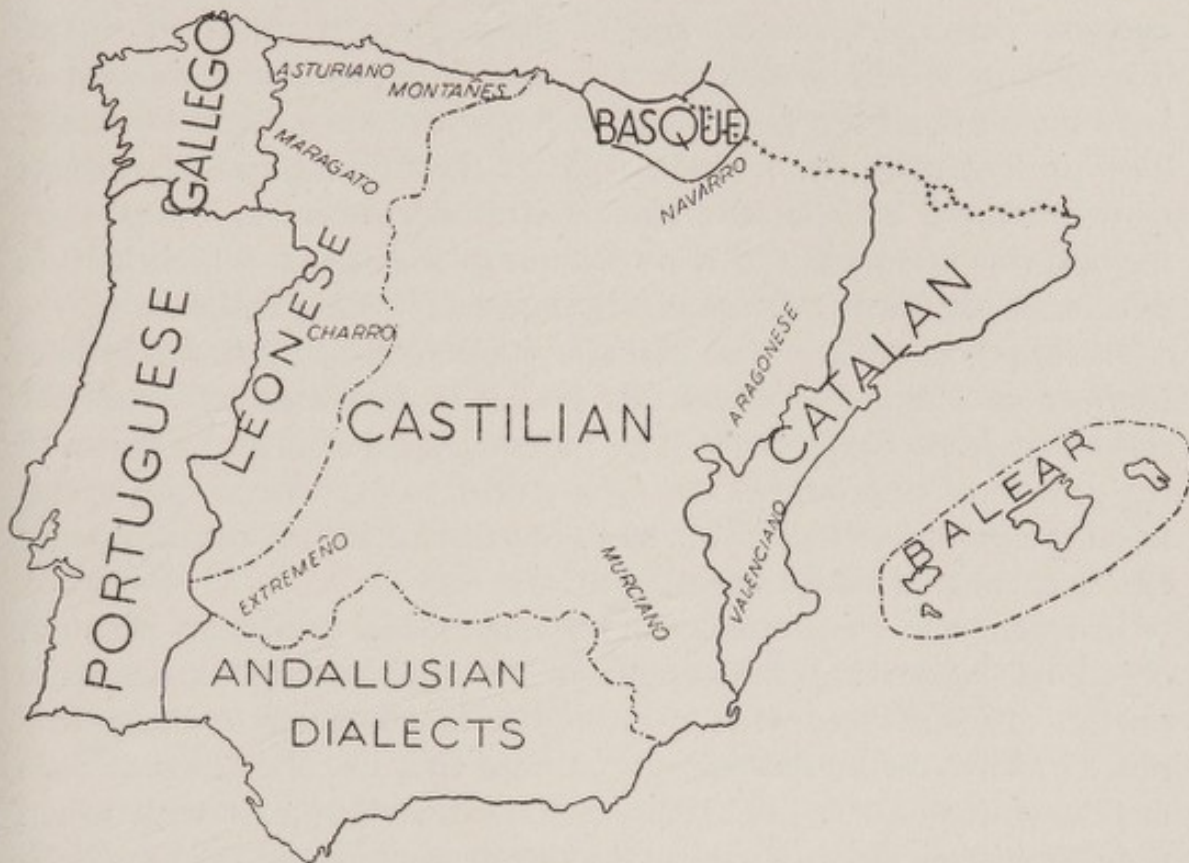 GALLEGO
ASTURIANO
MONTAÑES
BASQUE
MARAGATO
NAVARRO
LEONESE
CHARRO
PORTUGUESE
CASTILIAN
ARAGONESE
CATALAN
BALEAR
EXTREMEÑO
MURCIANO
VALENCIANO
ANDALUSIAN
DIALECTS